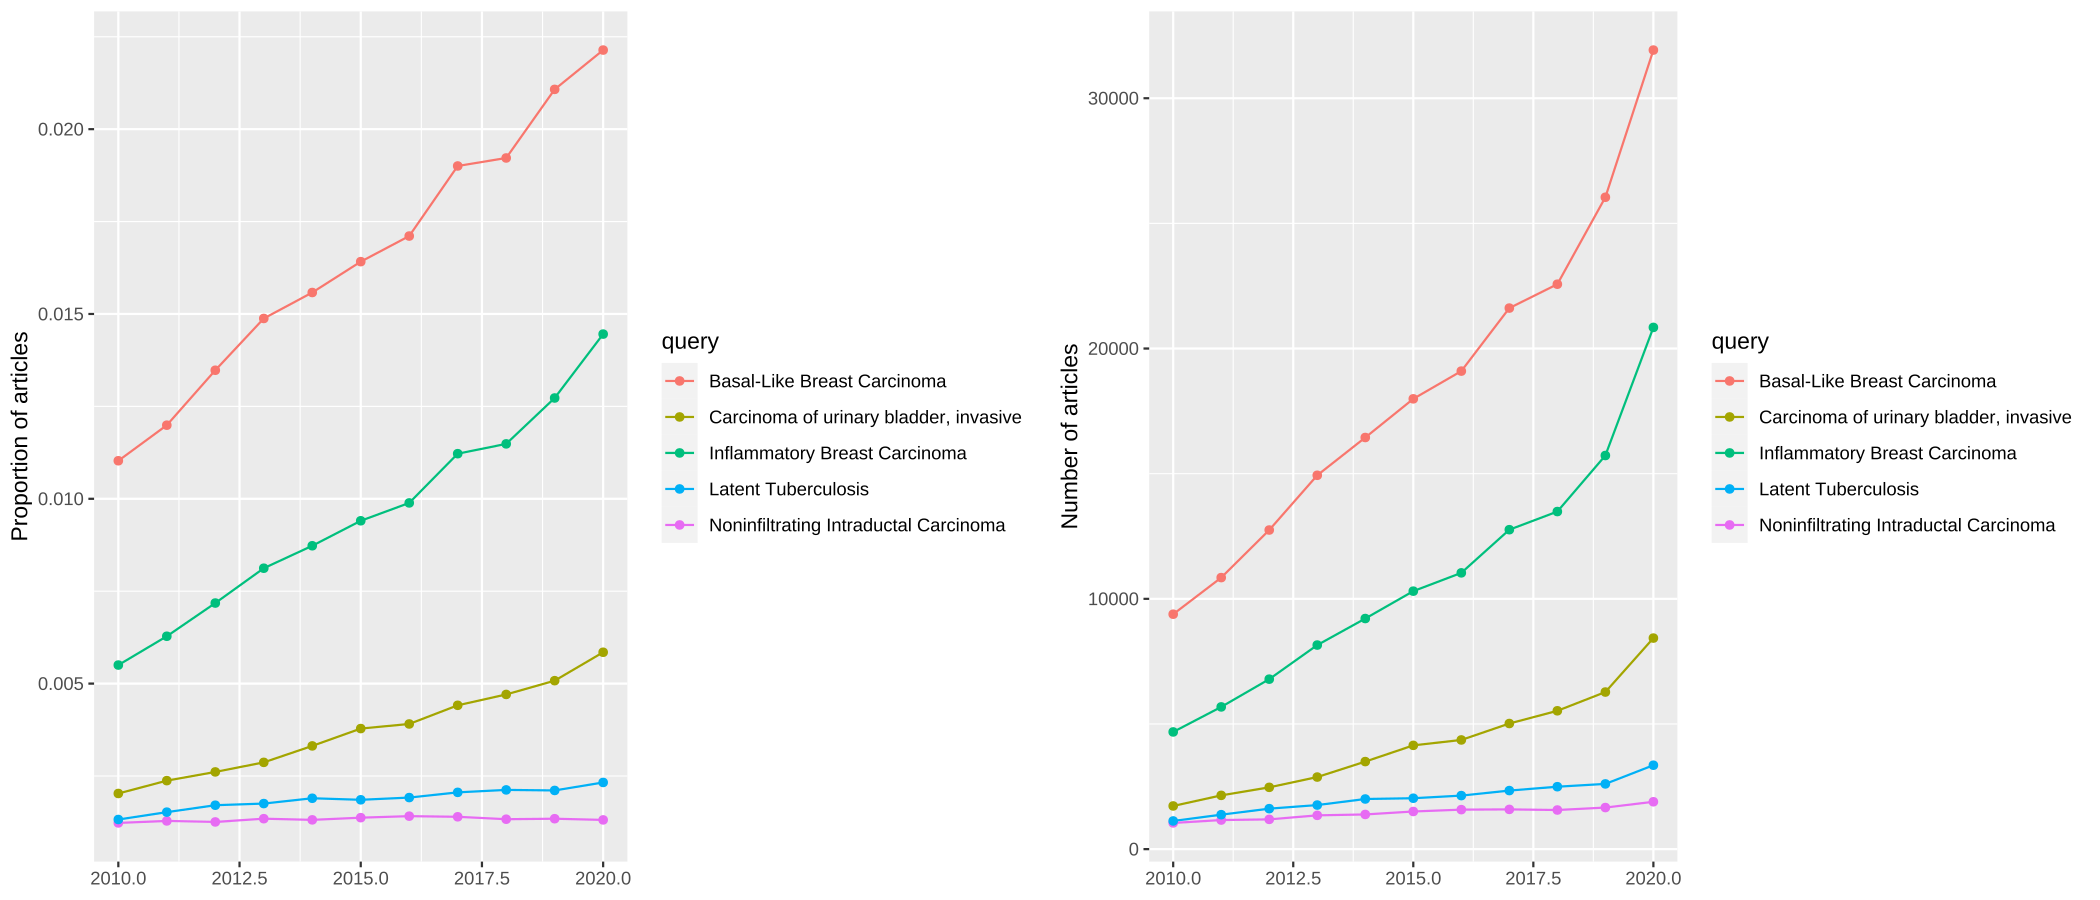 Proportion of articles
0.020
0.015
0.010
0.005
2010.0 2012.5 2015.0 2017.5 2020.0
query
Basal-Like Breast Carcinoma
Carcinoma of urinary bladder, invasive
Inflammatory Breast Carcinoma
Latent Tuberculosis
Noninfiltrating Intraductal Carcinoma
Number of articles
30000
20000
10000
0
2010.0 2012.5 2015.0 2017.5 2020.0
query
Basal-Like Breast Carcinoma
Carcinoma of urinary bladder, invasive
Inflammatory Breast Carcinoma
Latent Tuberculosis
Noninfiltrating Intraductal Carcinoma